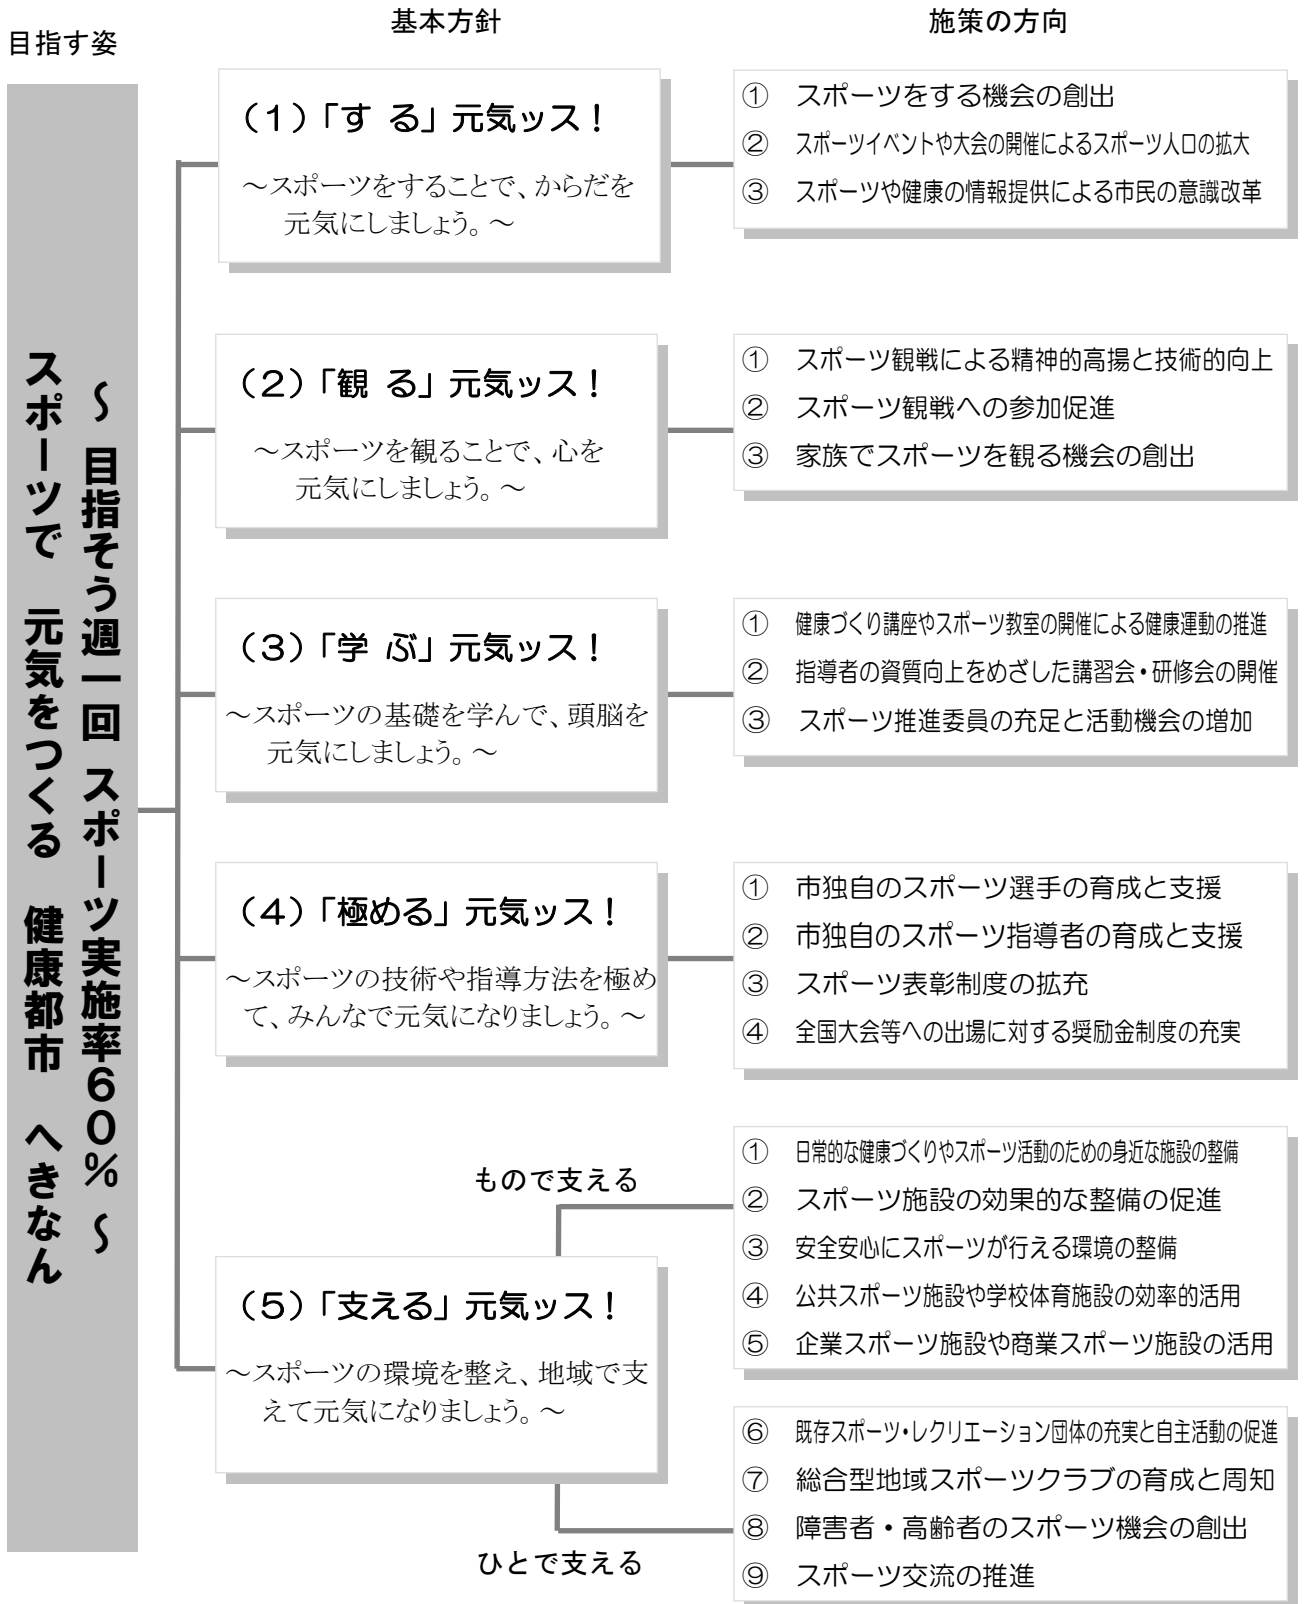 目指す姿
基本方針
施策の方向
スポーツで 元気をつくる 健康都市 へきなん
～ 目指そう週一回 スポーツ実施率６０％ ～
（１）「す る」元気ッス！
～スポーツをすることで、からだを
元気にしましょう。～
① スポーツをする機会の創出
② スポーツイベントや大会の開催によるスポーツ人口の拡大
③ スポーツや健康の情報提供による市民の意識改革
（２）「観 る」元気ッス！
～スポーツを観ることで、心を
元気にしましょう。～
① スポーツ観戦による精神的高揚と技術的向上
② スポーツ観戦への参加促進
③ 家族でスポーツを観る機会の創出
（３）「学 ぶ」元気ッス！
～スポーツの基礎を学んで、頭脳を
元気にしましょう。～
① 健康づくり講座やスポーツ教室の開催による健康運動の推進
② 指導者の資質向上をめざした講習会・研修会の開催
③ スポーツ推進委員の充足と活動機会の増加
（４）「極める」元気ッス！
～スポーツの技術や指導方法を極め
て、みんなで元気になりましょう。～
① 市独自のスポーツ選手の育成と支援
② 市独自のスポーツ指導者の育成と支援
③ スポーツ表彰制度の拡充
④ 全国大会等への出場に対する奨励金制度の充実
（５）「支える」元気ッス！
～スポーツの環境を整え、地域で支
えて元気になりましょう。～
もので支える
① 日常的な健康づくりやスポーツ活動のための身近な施設の整備
② スポーツ施設の効果的な整備の促進
③ 安全安心にスポーツが行える環境の整備
④ 公共スポーツ施設や学校体育施設の効率的活用
⑤ 企業スポーツ施設や商業スポーツ施設の活用
ひとで支える
⑥ 既存スポーツ・レクリエーション団体の充実と自主活動の促進
⑦ 総合型地域スポーツクラブの育成と周知
⑧ 障害者・高齢者のスポーツ機会の創出
⑨ スポーツ交流の推進